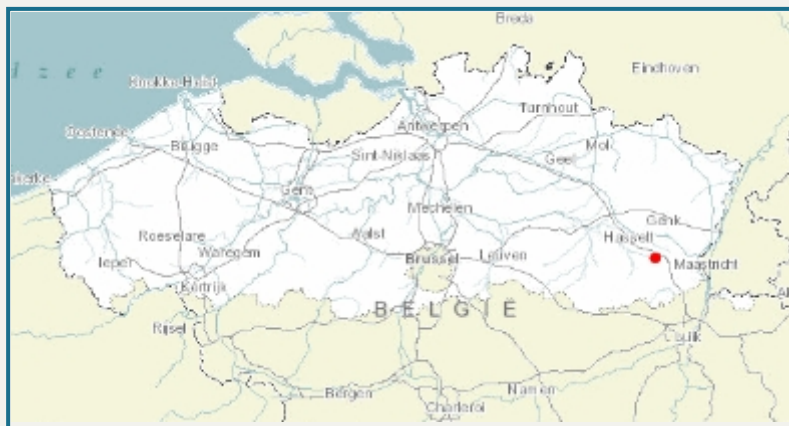 Breda
dzee
Eindhoven
Knokke-Heist
Turnhout
Antwerpen
Oostende
Brugge
Sint-Niklaas
Geel
Mol
Gent
Mechelen
Genk
Roeselare
Waregem
Aalst
Hasselt
Ieper
Brussel
Leuven
Maastricht
Kortrijk
BELGIË
Rijsel
Luik
Bergen
Namen
Charleroi